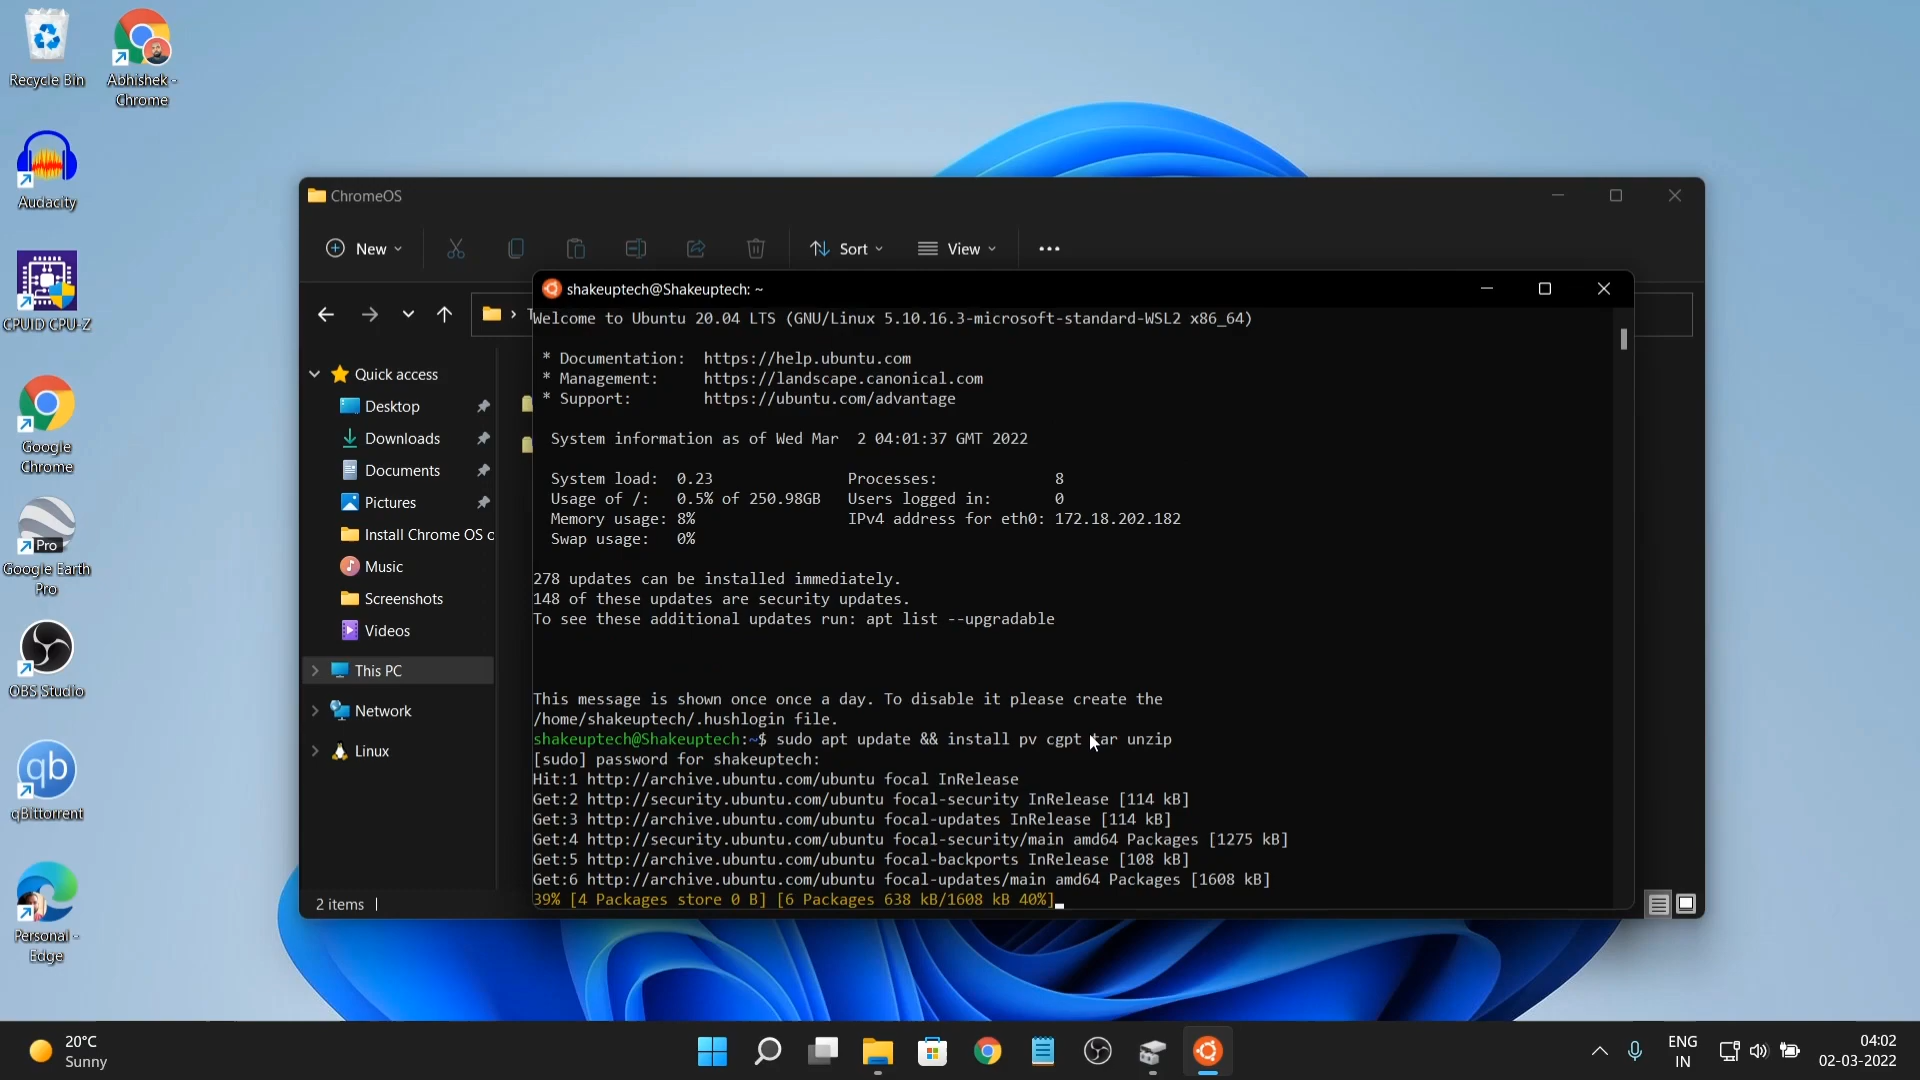 Recycle Bin
Abhishek -
Chrome
Audacity
CPUID CPU-Z
Google
Chrome
Pro
Google Earth
Pro
OBS Studio
qb
qBittorrent
Personal -
Edge
ChromeOS
New
Sort
View
Quick access
Desktop
Downloads
Documents
Pictures
Install Chrome OS c
Music
Screenshots
Videos
This PC
Network
Linux
2 items
shakeuptech@Shakeuptech: ~
Welcome to Ubuntu 20.04 LTS (GNU/Linux 5.10.16.3-microsoft-standard-WSL2 x86_64)
* Documentation:  https://help.ubuntu.com
* Management:     https://landscape.canonical.com
* Support:        https://ubuntu.com/advantage
System information as of Wed Mar  2 04:01:37 GMT 2022
System load:  0.23               Processes:             8
Usage of /:   0.5% of 250.98GB   Users logged in:       0
Memory usage: 8%                 IPv4 address for eth0: 172.18.202.182
Swap usage:   0%
278 updates can be installed immediately.
148 of these updates are security updates.
To see these additional updates run: apt list --upgradable
This message is shown once once a day. To disable it please create the
/home/shakeuptech/.hushlogin file.
shakeuptech@Shakeuptech:~$ sudo apt update && install pv cgpt tar unzip
[sudo] password for shakeuptech:
Hit:1 http://archive.ubuntu.com/ubuntu focal InRelease
Get:2 http://security.ubuntu.com/ubuntu focal-security InRelease [114 kB]
Get:3 http://archive.ubuntu.com/ubuntu focal-updates InRelease [114 kB]
Get:4 http://security.ubuntu.com/ubuntu focal-security/main amd64 Packages [1275 kB]
Get:5 http://archive.ubuntu.com/ubuntu focal-backports InRelease [108 kB]
Get:6 http://archive.ubuntu.com/ubuntu focal-updates/main amd64 Packages [1608 kB]
39% [4 Packages store 0 B] [6 Packages 638 kB/1608 kB 40%]
20°C
Sunny
ENG
IN
04:02
02-03-2022